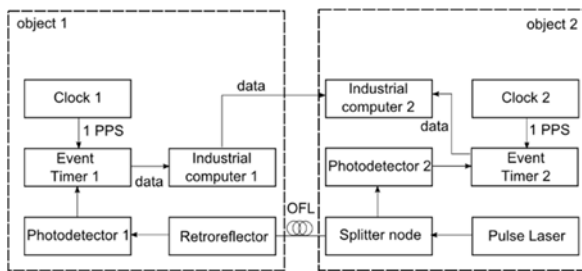 object 1
object 2
Clock 1
1 PPS
Event
Timer 1
data
Industrial
computer 1
data
Photodetector 1
Retroreflector
OFL
Industrial
computer 2
Clock 2
data
1 PPS
Photodetector 2
Event
Timer 2
Splitter node
Pulse Laser